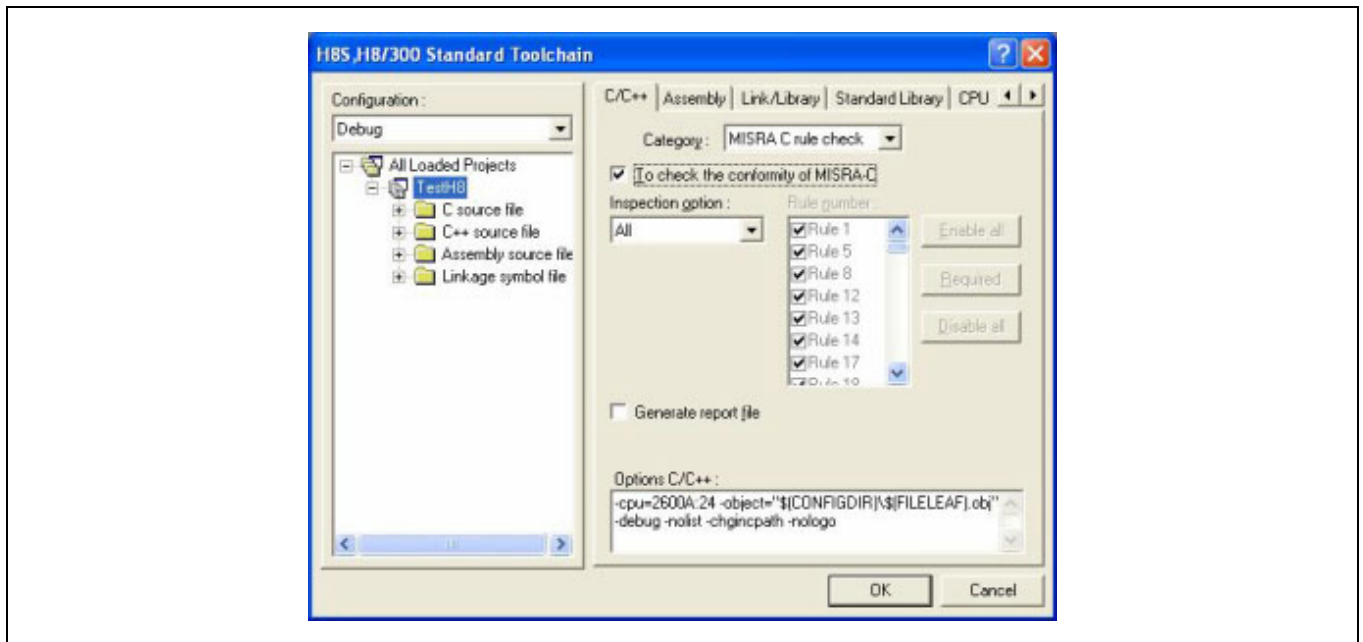 H8S,H8/300 Standard Toolchain
Configuration :
Debug
All Loaded Projects
TestH8
C source file
C++ source file
Assembly source file
Linkage symbol file
C/C++
Assembly
Link/Library
Standard Library
CPU
Category :
MISRA C rule check
To check the conformity of MISRA-C
Inspection option :
All
Rule number :
Rule 1
Rule 5
Rule 8
Rule 12
Rule 13
Rule 14
Rule 17
Enable all
Required
Disable all
Generate report file
Options C/C++ :
-cpu=2600A:24 -object="$(CONFIGDIR)\$(FILELEAF).obj"
-debug -nolist -chgincpath -nologo
OK
Cancel